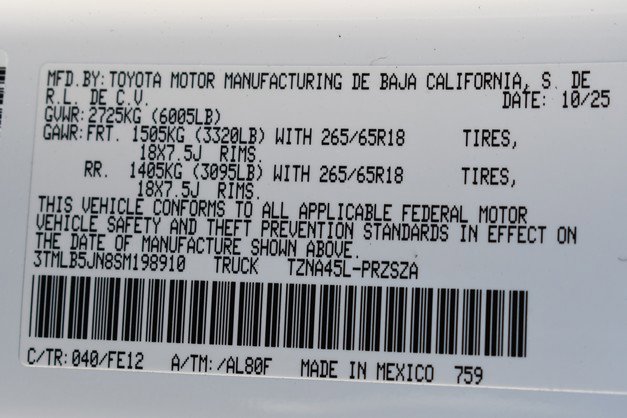 MFD.BY: TOYOTA MOTOR MANUFACTURING DE BAJA CALIFORNIA, S. DE
R.L. DE C.V. DATE: 10/25
GVWR: 2725KG (6005LB)
GAWR: FRT. 1505KG (3320LB) WITH 265/65R18 TIRES,
18X7.5J RIMS.
RR. 1405KG (3095LB) WITH 265/65R18 TIRES,
18X7.5J RIMS.
THIS VEHICLE CONFORMS TO ALL APPLICABLE FEDERAL MOTOR
VEHICLE SAFETY AND THEFT PREVENTION STANDARDS IN EFFECT ON
THE DATE OF MANUFACTURE SHOWN ABOVE.
3TMLB5JN8SM198910 TRUCK TZNA45L-PRZSZA
C/TR: 040/FE12 A/TM: /AL80F MADE IN MEXICO 759